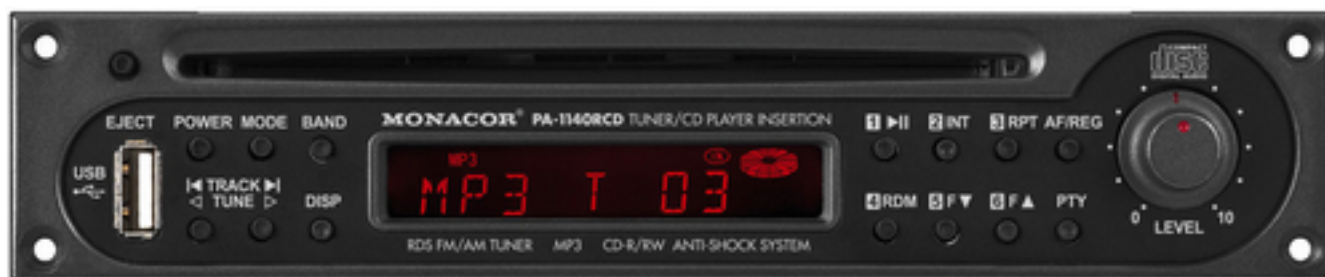 COMPACT
disc
DIGITAL AUDIO
EJECT POWER MODE BAND
MONACOR® PA-1140RCD TUNER/CD PLAYER INSERTION
1 ⏯ 2 INT 3 RPT AF/REG
USB
MP3
MP3 T 03
TRACK
TUNE
DISP
4 RDM 5 F▼ 6 F▲ PTY
0 LEVEL 10
RDS FM/AM TUNER MP3 CD-R/RW ANTI-SHOCK SYSTEM